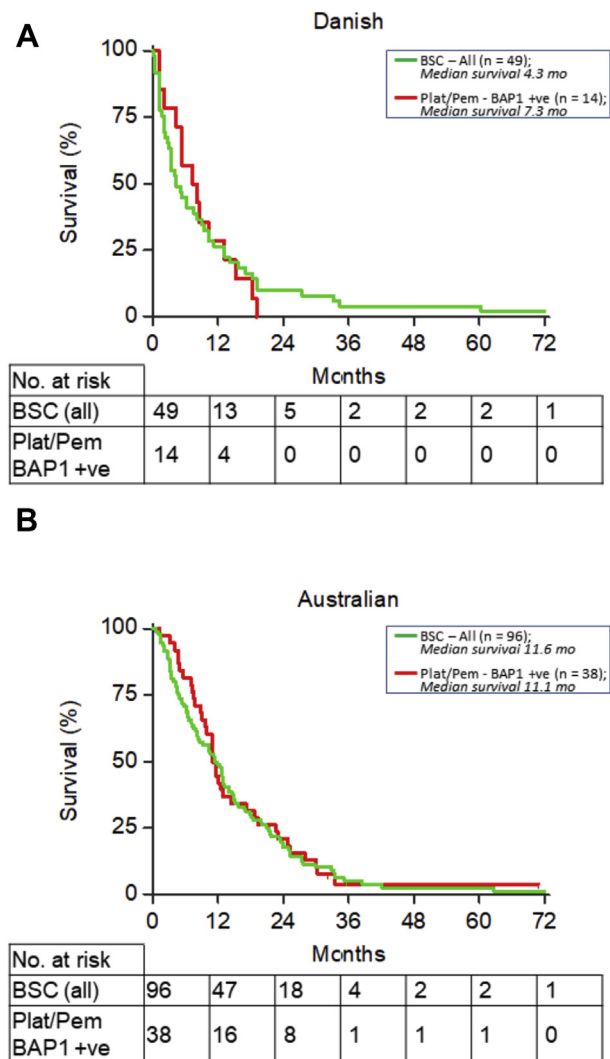 A
Danish
BSC – All (n = 49);
Median survival 4.3 mo
Plat/Pem - BAP1 +ve (n = 14);
Median survival 7.3 mo
Survival (%)
100
75
50
25
0
0 12 24 36 48 60 72
Months
No. at risk
BSC (all) 49 13 5 2 2 2 1
Plat/Pem
BAP1 +ve 14 4 0 0 0 0 0
B
Australian
BSC – All (n = 96);
Median survival 11.6 mo
Plat/Pem - BAP1 +ve (n = 38);
Median survival 11.1 mo
Survival (%)
100
75
50
25
0
0 12 24 36 48 60 72
Months
No. at risk
BSC (all) 96 47 18 4 2 2 1
Plat/Pem
BAP1 +ve 38 16 8 1 1 1 0